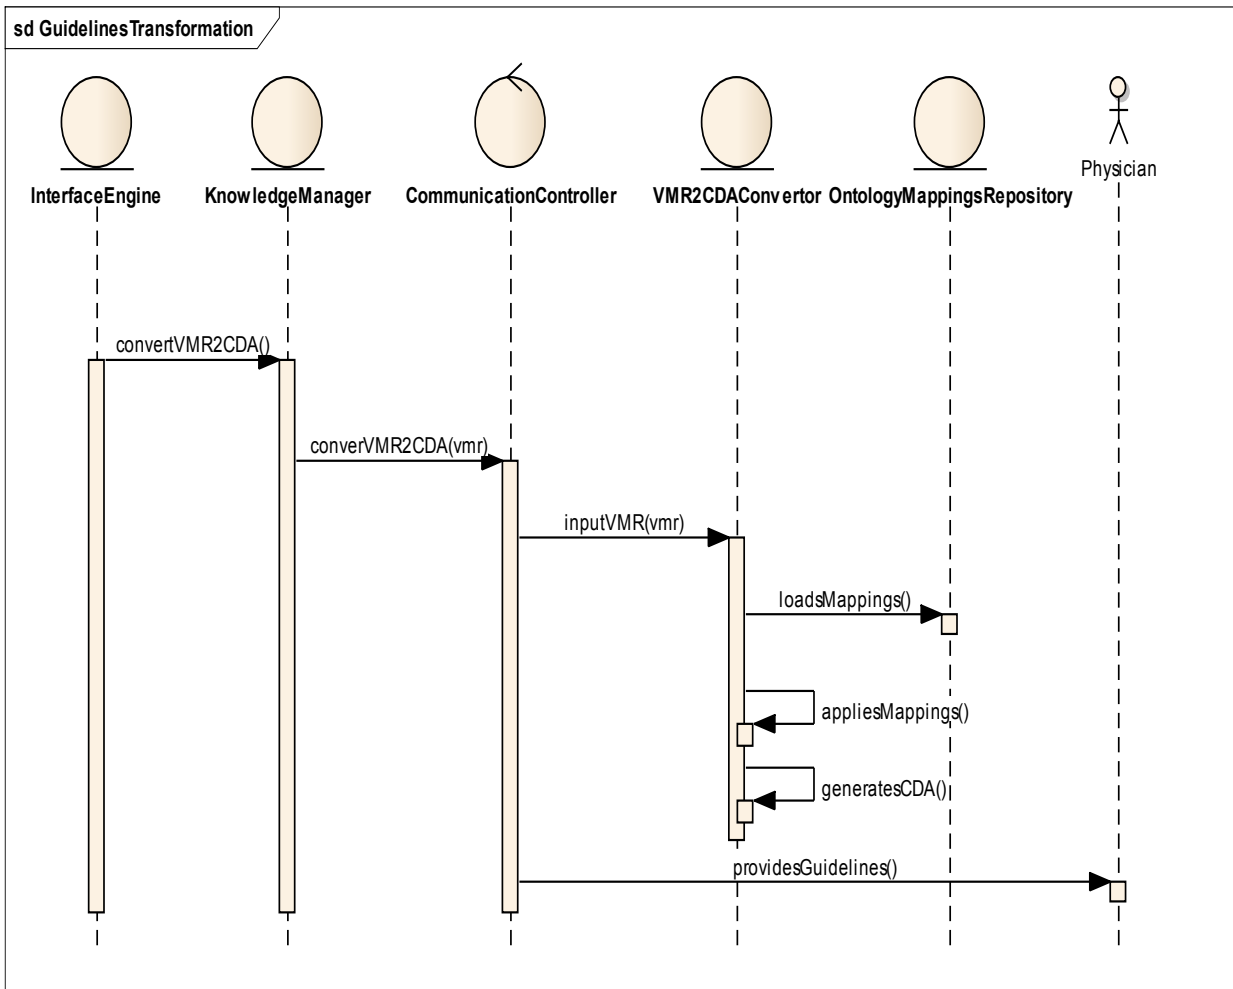 sd GuidelinesTransformation
InterfaceEngine
KnowledgeManager
CommunicationController
VMR2CDAConvertor
OntologyMappingsRepository
Physician
convertVMR2CDA()
converVMR2CDA(vmr)
inputVMR(vmr)
loadsMappings()
appliesMappings()
generatesCDA()
providesGuidelines()